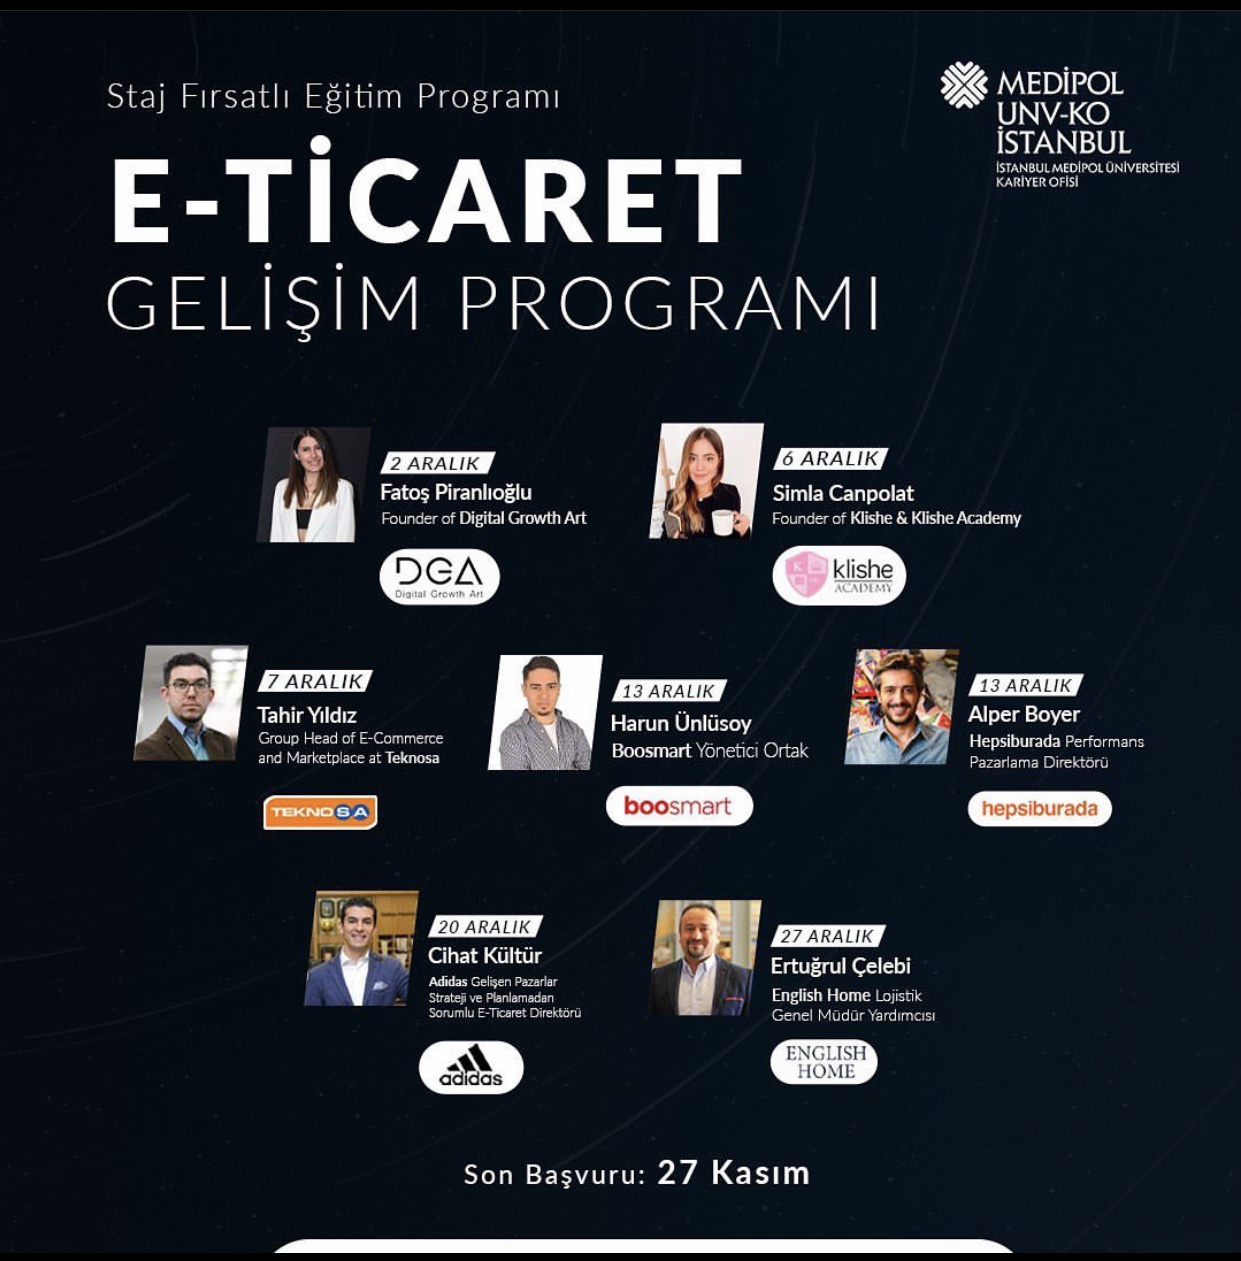 Staj Fırsatlı Eğitim Programı
E-TİCARET
GELİŞİM PROGRAMI
MEDİPOL
UNV-KO
İSTANBUL
İSTANBUL MEDİPOL ÜNİVERSİTESİ
KARİYER OFİSİ
2 ARALIK
Fatoş Piranlıoğlu
Founder of Digital Growth Art
DGA
Digital Growth Art
6 ARALIK
Simla Canpolat
Founder of Klishe & Klishe Academy
klishe
ACADEMY
7 ARALIK
Tahir Yıldız
Group Head of E-Commerce
and Marketplace at Teknosa
TEKNOSA
13 ARALIK
Harun Ünlüsoy
Boosmart Yönetici Ortak
boosmart
13 ARALIK
Alper Boyer
Hepsiburada Performans
Pazarlama Direktörü
hepsiburada
20 ARALIK
Cihat Kültür
Adidas Gelişen Pazarlar
Strateji ve Planlamadan
Sorumlu E-Ticaret Direktörü
adidas
27 ARALIK
Ertuğrul Çelebi
English Home Lojistik
Genel Müdür Yardımcısı
ENGLISH
HOME
Son Başvuru: 27 Kasım